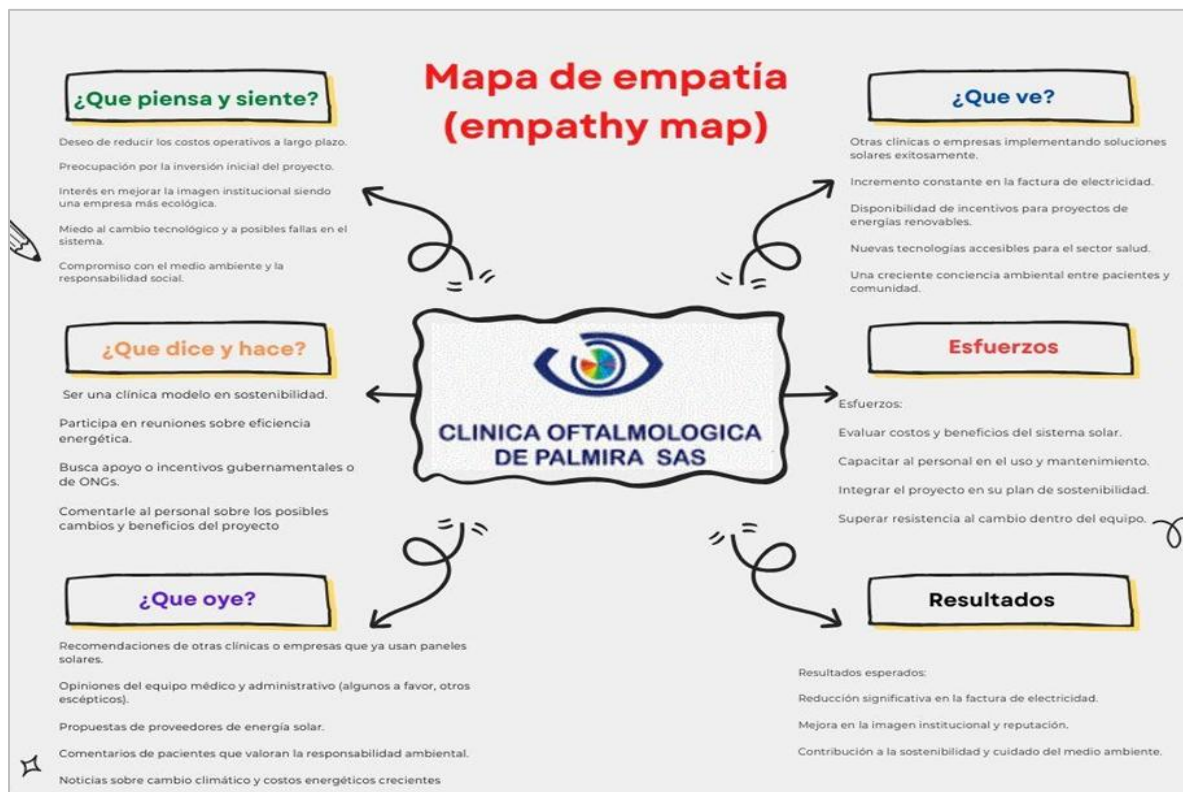 Mapa de empatía
(empathy map)
¿Que piensa y siente?
Deseo de reducir los costos operativos a largo plazo.
Preocupación por la inversión inicial del proyecto.
Interés en mejorar la imagen institucional siendo
una empresa más ecológica.
Miedo al cambio tecnológico y a posibles fallas en el
sistema.
Compromiso con el medio ambiente y la
responsabilidad social.
¿Que ve?
Otras clínicas o empresas implementando soluciones
solares exitosamente.
Incremento constante en la factura de electricidad.
Disponibilidad de incentivos para proyectos de
energías renovables.
Nuevas tecnologías accesibles para el sector salud.
Una creciente conciencia ambiental entre pacientes y
comunidad.
¿Que dice y hace?
Ser una clínica modelo en sostenibilidad.
Participa en reuniones sobre eficiencia
energética.
Busca apoyo o incentivos gubernamentales o
de ONGs.
Comentarle al personal sobre los posibles
cambios y beneficios del proyecto
CLINICA OFTALMOLOGICA
DE PALMIRA SAS
Esfuerzos
Esfuerzos:
Evaluar costos y beneficios del sistema solar.
Capacitar al personal en el uso y mantenimiento.
Integrar el proyecto en su plan de sostenibilidad.
Superar resistencia al cambio dentro del equipo.
¿Que oye?
Recomendaciones de otras clínicas o empresas que ya usan paneles
solares.
Opiniones del equipo médico y administrativo (algunos a favor, otros
escépticos).
Propuestas de proveedores de energía solar.
Comentarios de pacientes que valoran la responsabilidad ambiental.
Noticias sobre cambio climático y costos energéticos crecientes
Resultados
Resultados esperados:
Reducción significativa en la factura de electricidad.
Mejora en la imagen institucional y reputación.
Contribución a la sostenibilidad y cuidado del medio ambiente.